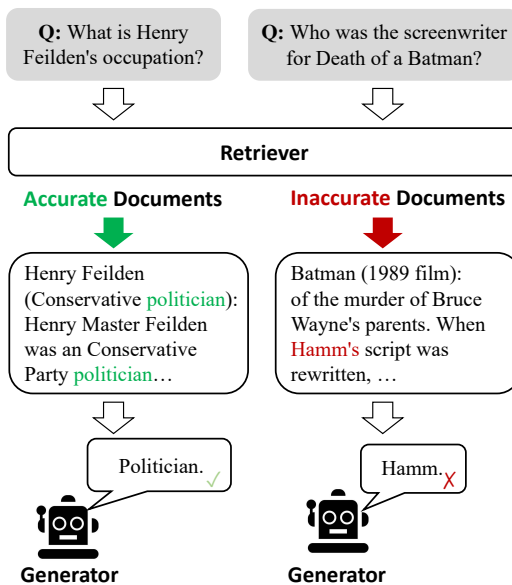 Q: What is Henry
Feilden's occupation?
Q: Who was the screenwriter
for Death of a Batman?
Retriever
Accurate Documents
Inaccurate Documents
Henry Feilden
(Conservative politician):
Henry Master Feilden
was an Conservative
Party politician…
Batman (1989 film):
of the murder of Bruce
Wayne's parents. When
Hamm's script was
rewritten, …
Politician. ✓
Hamm. ✗
Generator
Generator